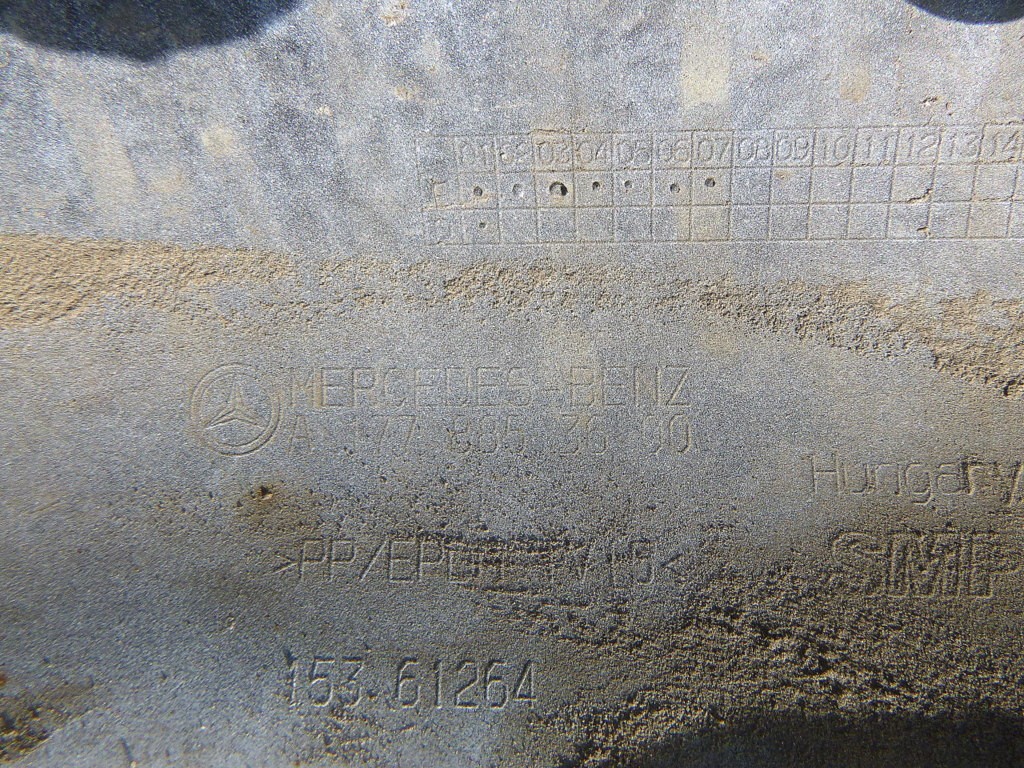 01 02 03 04 05 06 07 08 09 10 11 12 13 14
MERCEDES-BENZ
A 177 885 36 00
Hungary
SMP
153.61264